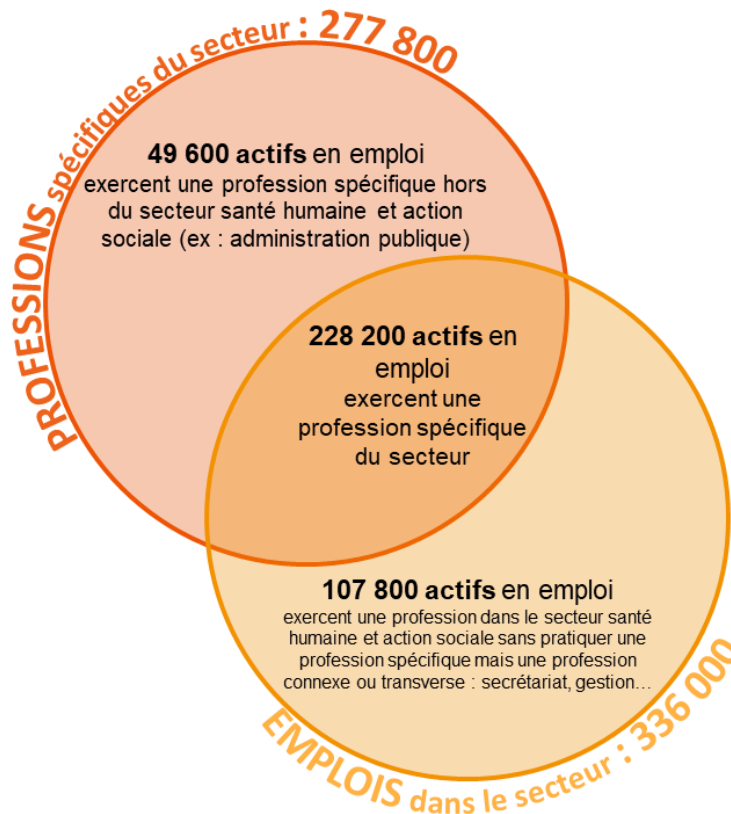 PROFESSIONS spécifiques du secteur : 277 800
49 600 actifs en emploi
exercent une profession spécifique hors
du secteur santé humaine et action
sociale (ex : administration publique)
228 200 actifs en
emploi
exercent une
profession spécifique
du secteur
107 800 actifs en emploi
exercent une profession dans le secteur santé
humaine et action sociale sans pratiquer une
profession spécifique mais une profession
connexe ou transverse : secrétariat, gestion...
EMPLOIS dans le secteur : 336 000